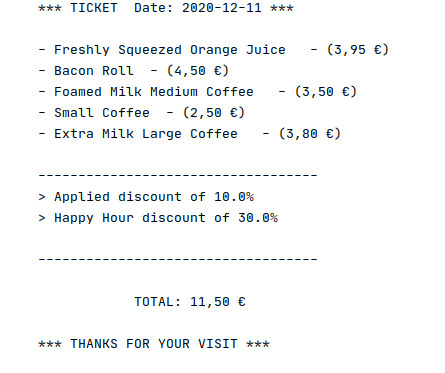 *** TICKET  Date: 2020-12-11 ***
- Freshly Squeezed Orange Juice   - (3,95 €)
- Bacon Roll  - (4,50 €)
- Foamed Milk Medium Coffee   - (3,50 €)
- Small Coffee  - (2,50 €)
- Extra Milk Large Coffee   - (3,80 €)
-----------------------------------
> Applied discount of 10.0%
> Happy Hour discount of 30.0%
-----------------------------------
TOTAL: 11,50 €
*** THANKS FOR YOUR VISIT ***